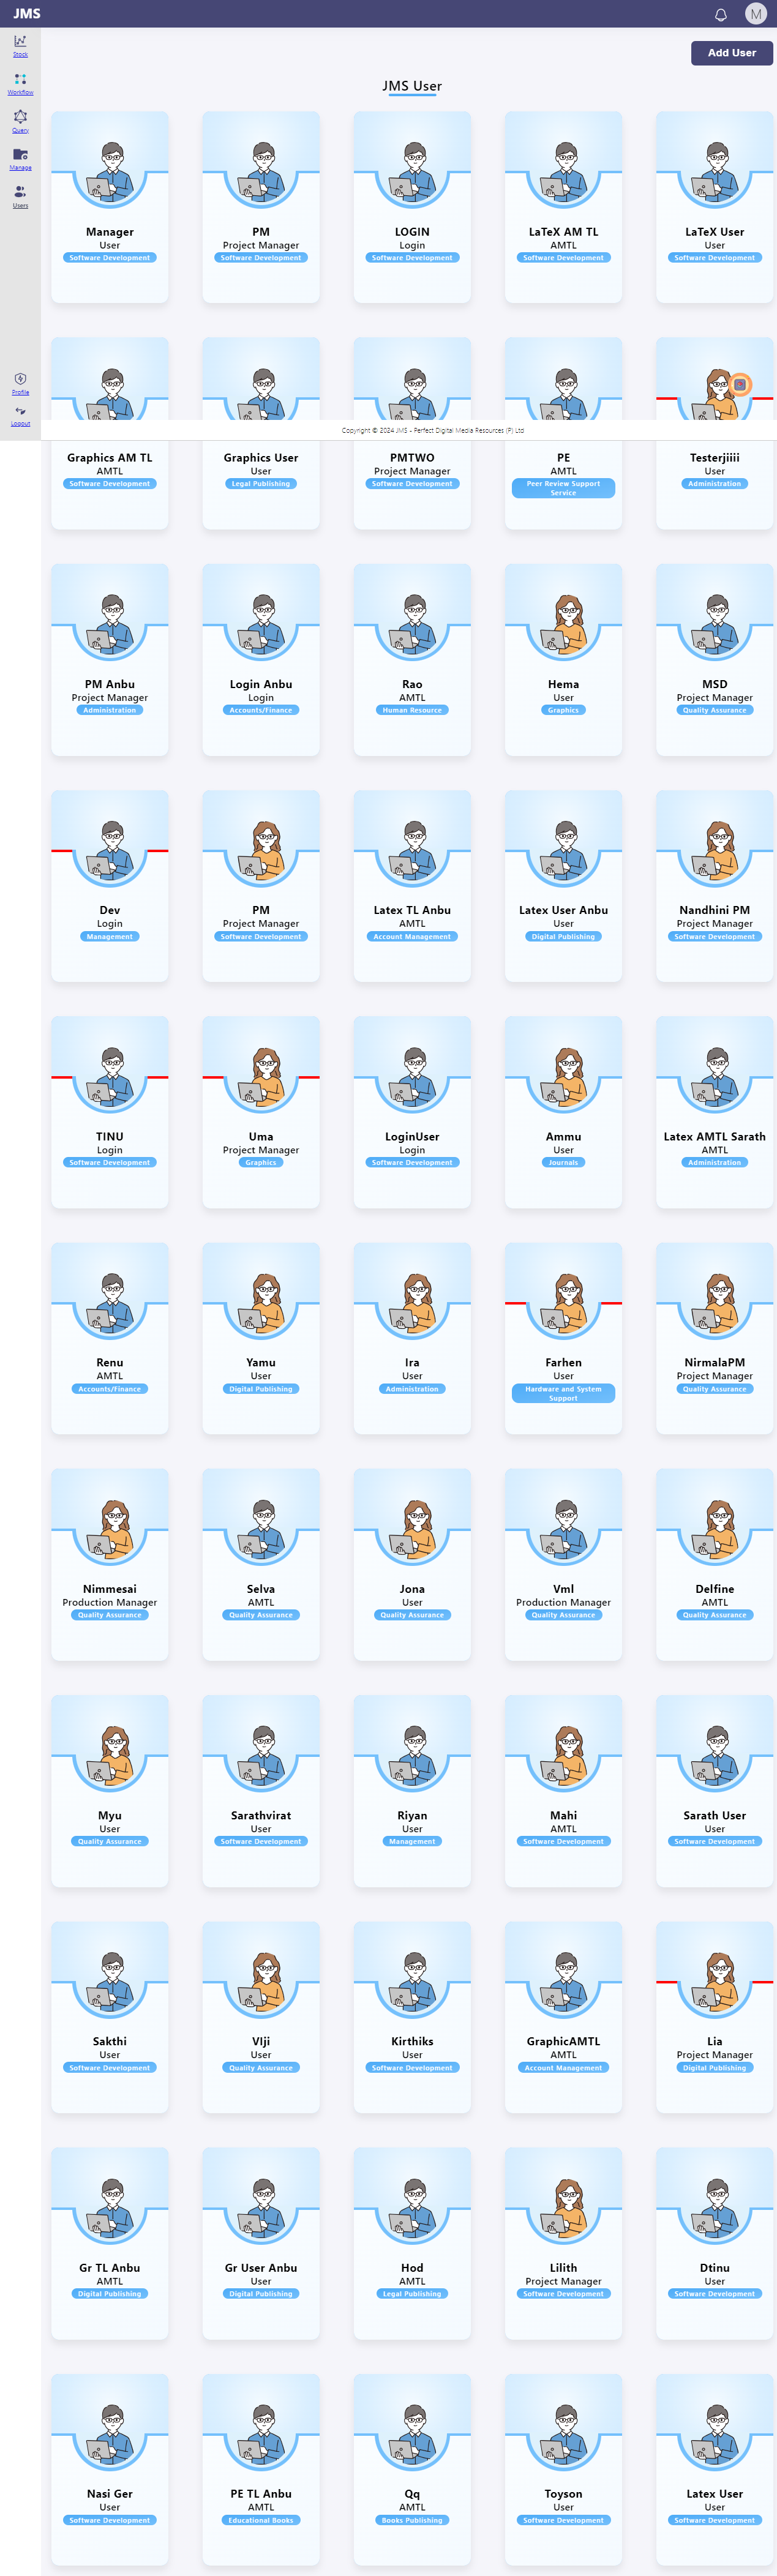 JMS
M
Stock
Workflow
Query
Manage
Users
Profile
Logout
Add User
JMS User
Manager
User
Software Development
PM
Project Manager
Software Development
LOGIN
Login
Software Development
LaTeX AM TL
AMTL
Software Development
LaTeX User
User
Software Development
Copyright © 2024 JMS - Perfect Digital Media Resources (P) Ltd
Graphics AM TL
AMTL
Software Development
Graphics User
User
Legal Publishing
PMTWO
Project Manager
Software Development
PE
AMTL
Peer Review Support
Service
Testerjiiii
User
Administration
PM Anbu
Project Manager
Administration
Login Anbu
Login
Accounts/Finance
Rao
AMTL
Human Resource
Hema
User
Graphics
MSD
Project Manager
Quality Assurance
Dev
Login
Management
PM
Project Manager
Software Development
Latex TL Anbu
AMTL
Account Management
Latex User Anbu
User
Digital Publishing
Nandhini PM
Project Manager
Software Development
TINU
Login
Software Development
Uma
Project Manager
Graphics
LoginUser
Login
Software Development
Ammu
User
Journals
Latex AMTL Sarath
AMTL
Administration
Renu
AMTL
Accounts/Finance
Yamu
User
Digital Publishing
Ira
User
Administration
Farhen
User
Hardware and System
Support
NirmalaPM
Project Manager
Quality Assurance
Nimmesai
Production Manager
Quality Assurance
Selva
AMTL
Quality Assurance
Jona
User
Quality Assurance
Vml
Production Manager
Quality Assurance
Delfine
AMTL
Quality Assurance
Myu
User
Quality Assurance
Sarathvirat
User
Software Development
Riyan
User
Management
Mahi
AMTL
Software Development
Sarath User
User
Software Development
Sakthi
User
Software Development
VIji
User
Quality Assurance
Kirthiks
User
Software Development
GraphicAMTL
AMTL
Account Management
Lia
Project Manager
Digital Publishing
Gr TL Anbu
AMTL
Digital Publishing
Gr User Anbu
User
Digital Publishing
Hod
AMTL
Legal Publishing
Lilith
Project Manager
Software Development
Dtinu
User
Software Development
Nasi Ger
User
Software Development
PE TL Anbu
AMTL
Educational Books
Qq
AMTL
Books Publishing
Toyson
User
Software Development
Latex User
User
Software Development